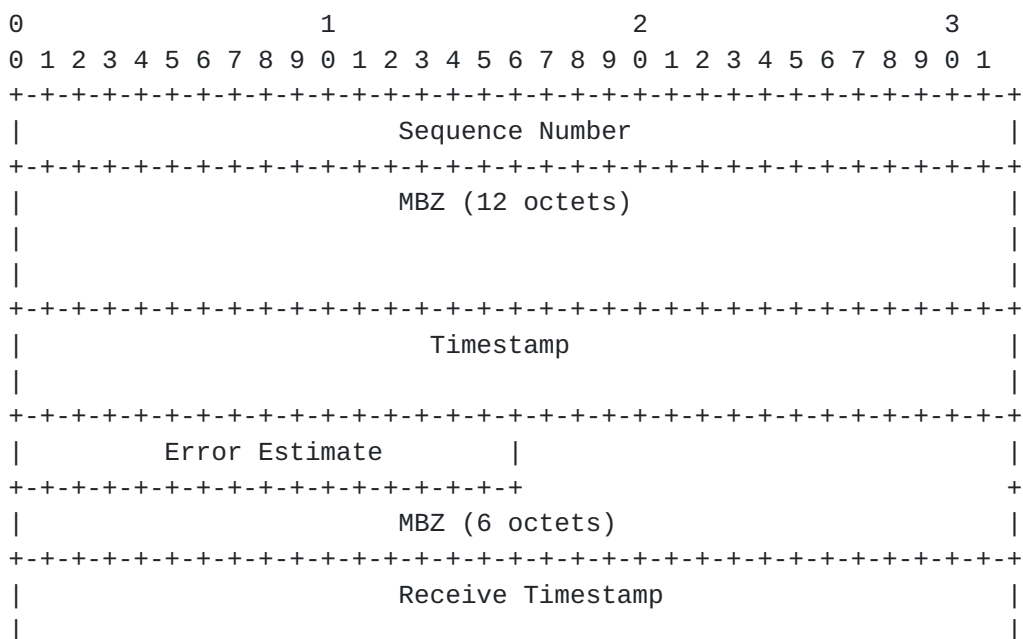 0                   1                   2                   3
0 1 2 3 4 5 6 7 8 9 0 1 2 3 4 5 6 7 8 9 0 1 2 3 4 5 6 7 8 9 0 1
+-+-+-+-+-+-+-+-+-+-+-+-+-+-+-+-+-+-+-+-+-+-+-+-+-+-+-+-+-+-+-+-+
|                        Sequence Number                        |
+-+-+-+-+-+-+-+-+-+-+-+-+-+-+-+-+-+-+-+-+-+-+-+-+-+-+-+-+-+-+-+-+
|                        MBZ (12 octets)                        |
|                                                               |
|                                                               |
+-+-+-+-+-+-+-+-+-+-+-+-+-+-+-+-+-+-+-+-+-+-+-+-+-+-+-+-+-+-+-+-+
|                          Timestamp                            |
|                                                               |
+-+-+-+-+-+-+-+-+-+-+-+-+-+-+-+-+-+-+-+-+-+-+-+-+-+-+-+-+-+-+-+-+
|         Error Estimate        |                               |
+-+-+-+-+-+-+-+-+-+-+-+-+-+-+-+-+                               +
|                        MBZ (6 octets)                         |
+-+-+-+-+-+-+-+-+-+-+-+-+-+-+-+-+-+-+-+-+-+-+-+-+-+-+-+-+-+-+-+-+
|                        Receive Timestamp                      |
|                                                               |